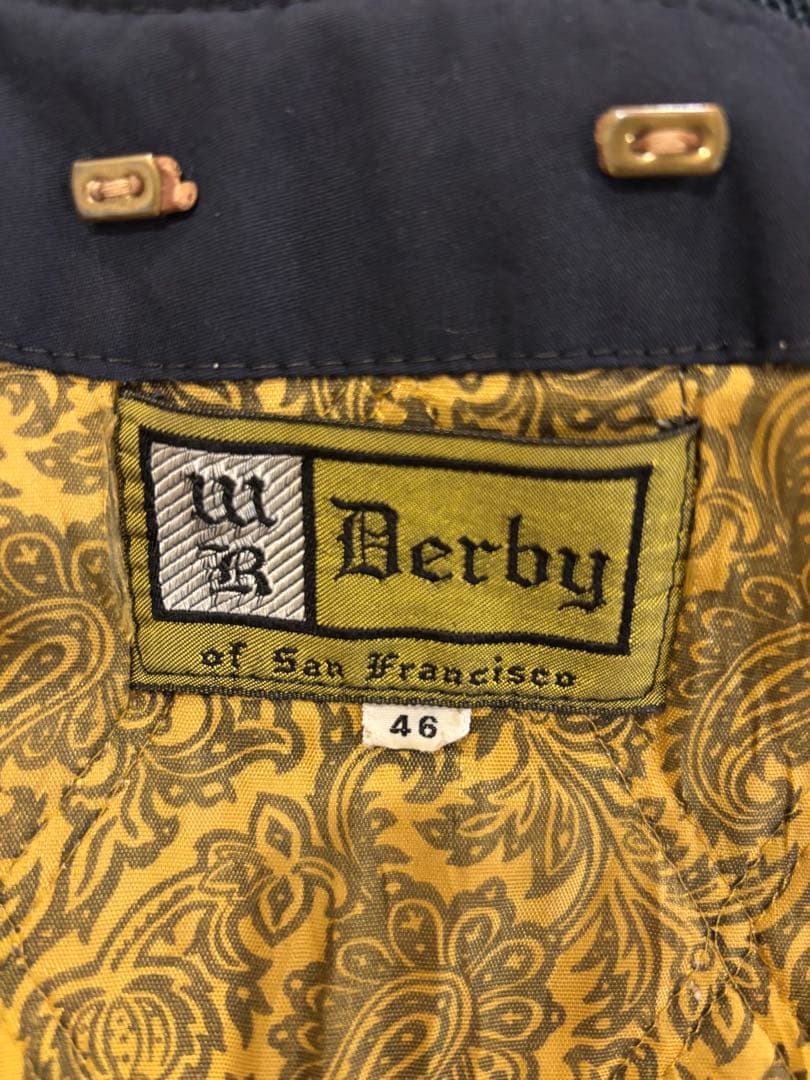 WR
Derby
of San Francisco
46